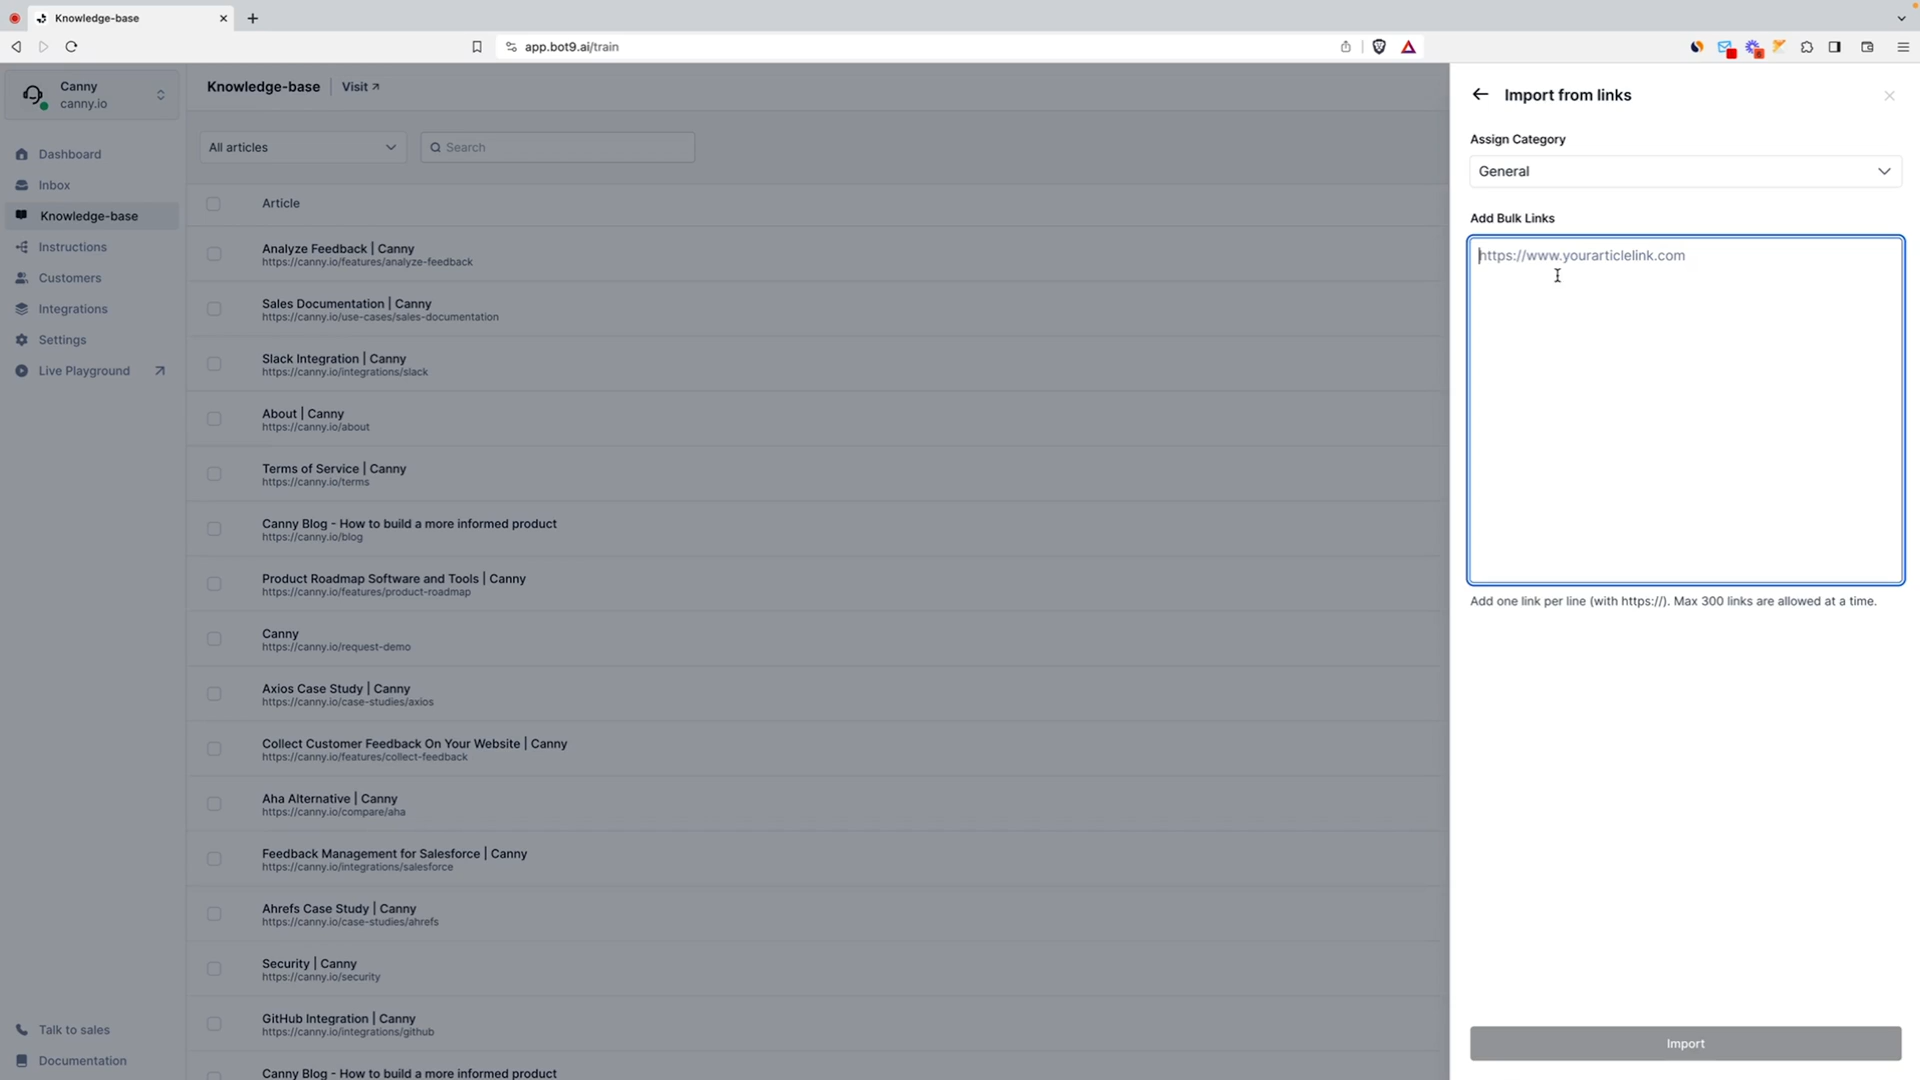 Knowledge-base
app.bot9.ai/train
6
Canny
canny.io
Dashboard
Inbox
Knowledge-base
Instructions
Customers
Integrations
Settings
Live Playground
Talk to sales
Documentation
Knowledge-base
Visit
All articles
Search
Article
Analyze Feedback | Canny
https://canny.io/features/analyze-feedback
Sales Documentation | Canny
https://canny.io/use-cases/sales-documentation
Slack Integration | Canny
https://canny.io/integrations/slack
About | Canny
https://canny.io/about
Terms of Service | Canny
https://canny.io/terms
Canny Blog - How to build a more informed product
https://canny.io/blog
Product Roadmap Software and Tools | Canny
https://canny.io/features/product-roadmap
Canny
https://canny.io/request-demo
Axios Case Study | Canny
https://canny.io/case-studies/axios
Collect Customer Feedback On Your Website | Canny
https://canny.io/features/collect-feedback
Aha Alternative | Canny
https://canny.io/compare/aha
Feedback Management for Salesforce | Canny
https://canny.io/integrations/salesforce
Ahrefs Case Study | Canny
https://canny.io/case-studies/ahrefs
Security | Canny
https://canny.io/security
GitHub Integration | Canny
https://canny.io/integrations/github
Canny Blog - How to build a more informed product
Import from links
Assign Category
General
Add Bulk Links
https://www.yourarticlelink.com
Add one link per line (with https://). Max 300 links are allowed at a time.
Import